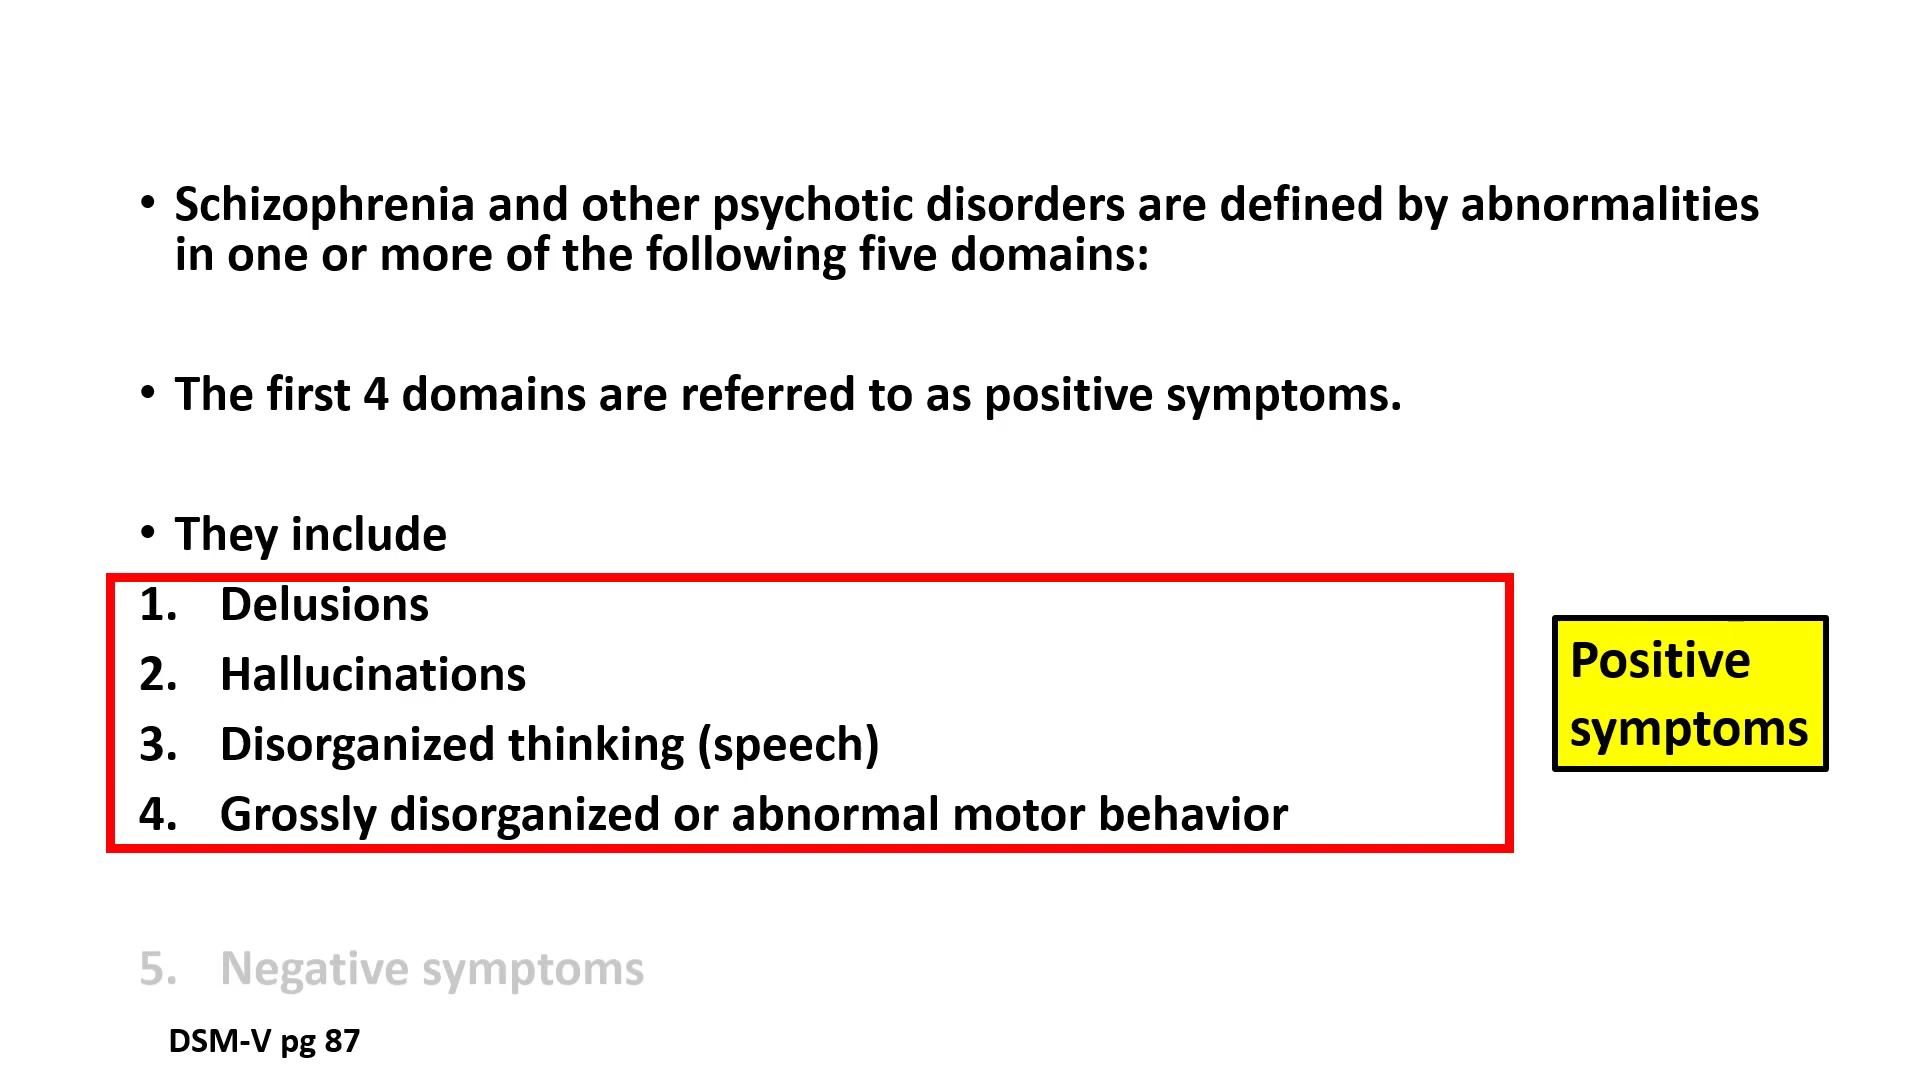 • Schizophrenia and other psychotic disorders are defined by abnormalities
in one or more of the following five domains:
• The first 4 domains are referred to as positive symptoms.
• They include
1. Delusions
2. Hallucinations
3. Disorganized thinking (speech)
4. Grossly disorganized or abnormal motor behavior
Positive
symptoms
5. Negative symptoms
DSM-V pg 87